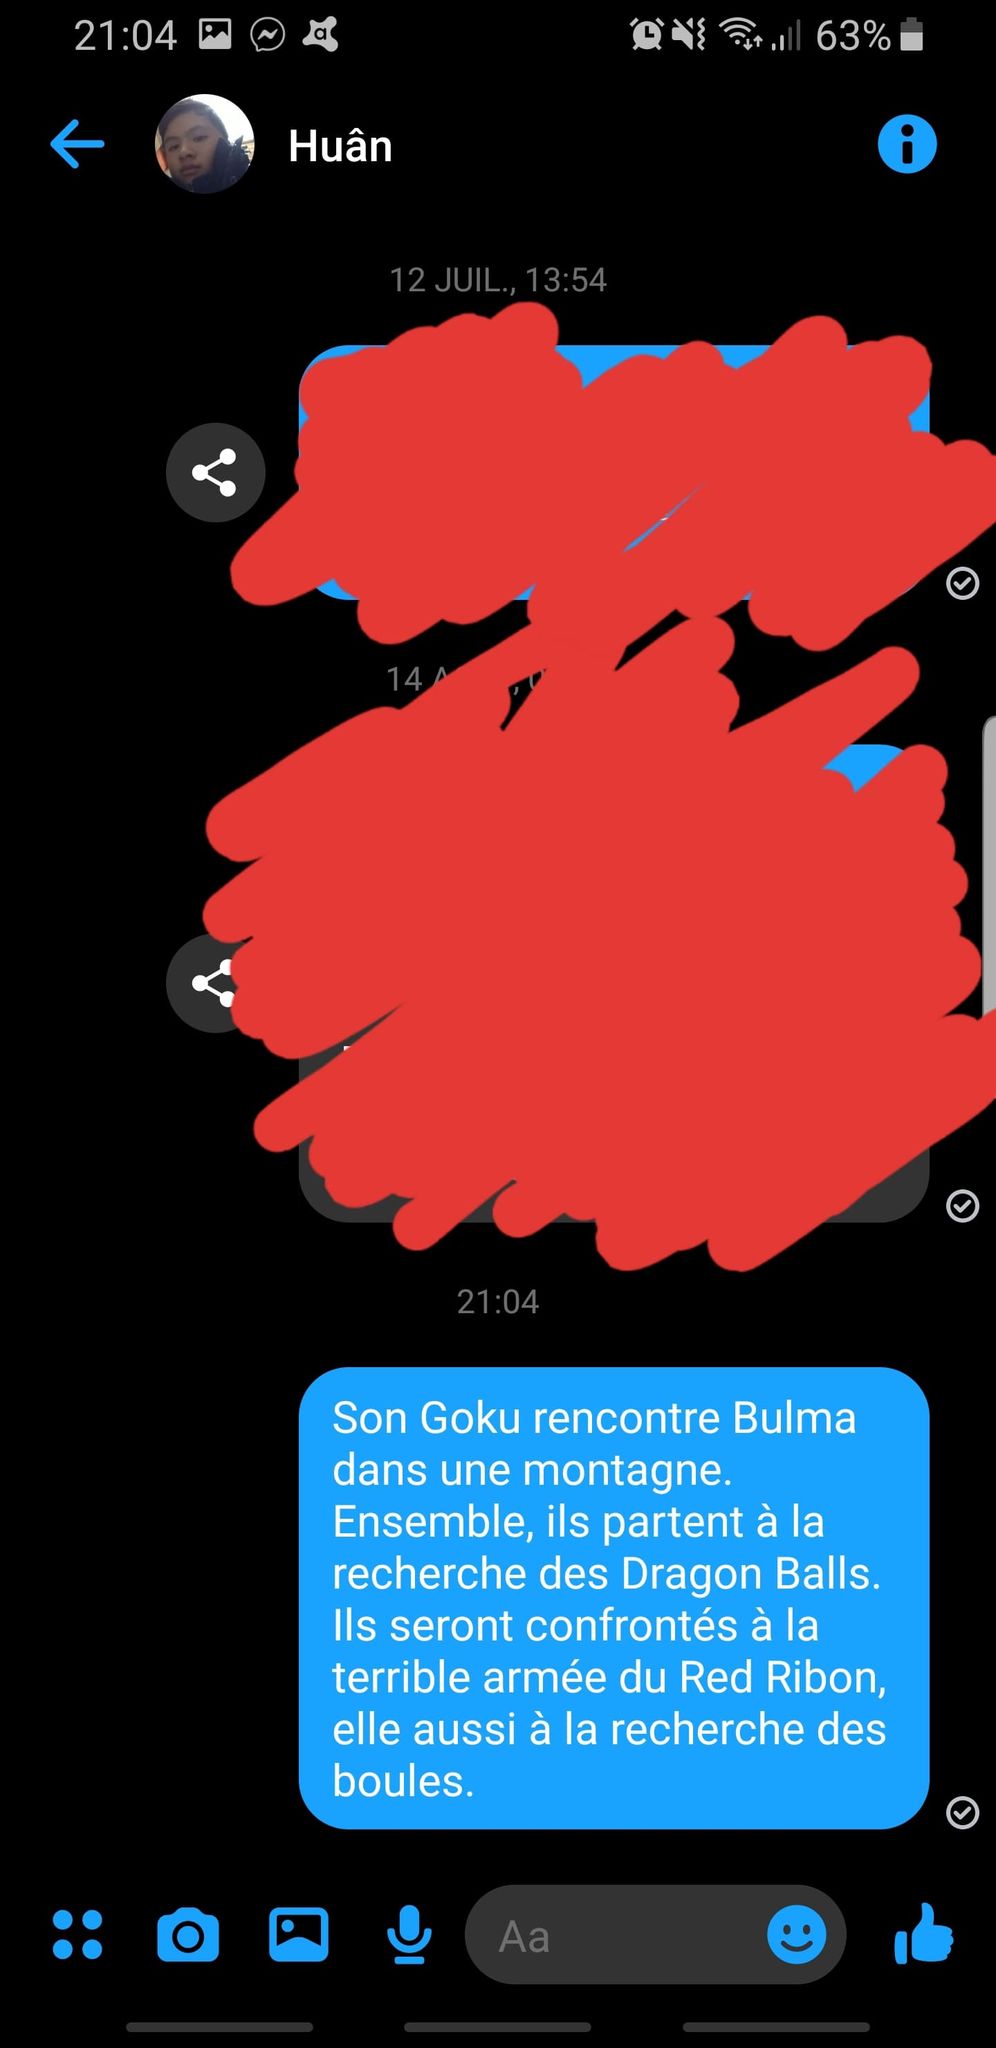 21:04 63%
Huân
12 JUIL., 13:54
14
21:04
Son Goku rencontre Bulma
dans une montagne.
Ensemble, ils partent à la
recherche des Dragon Balls.
Ils seront confrontés à la
terrible armée du Red Ribon,
elle aussi à la recherche des
boules.
Aa